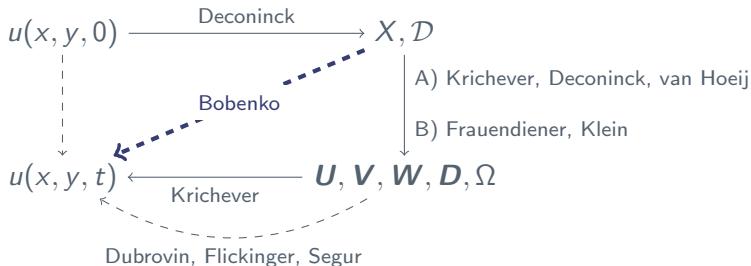 Deconinck
u(x, y, 0)
X, 𝒟
A) Krichever, Deconinck, van Hoeij
Bobenko
B) Frauendiener, Klein
u(x, y, t)
U, V, W, D, Ω
Krichever
Dubrovin, Flickinger, Segur